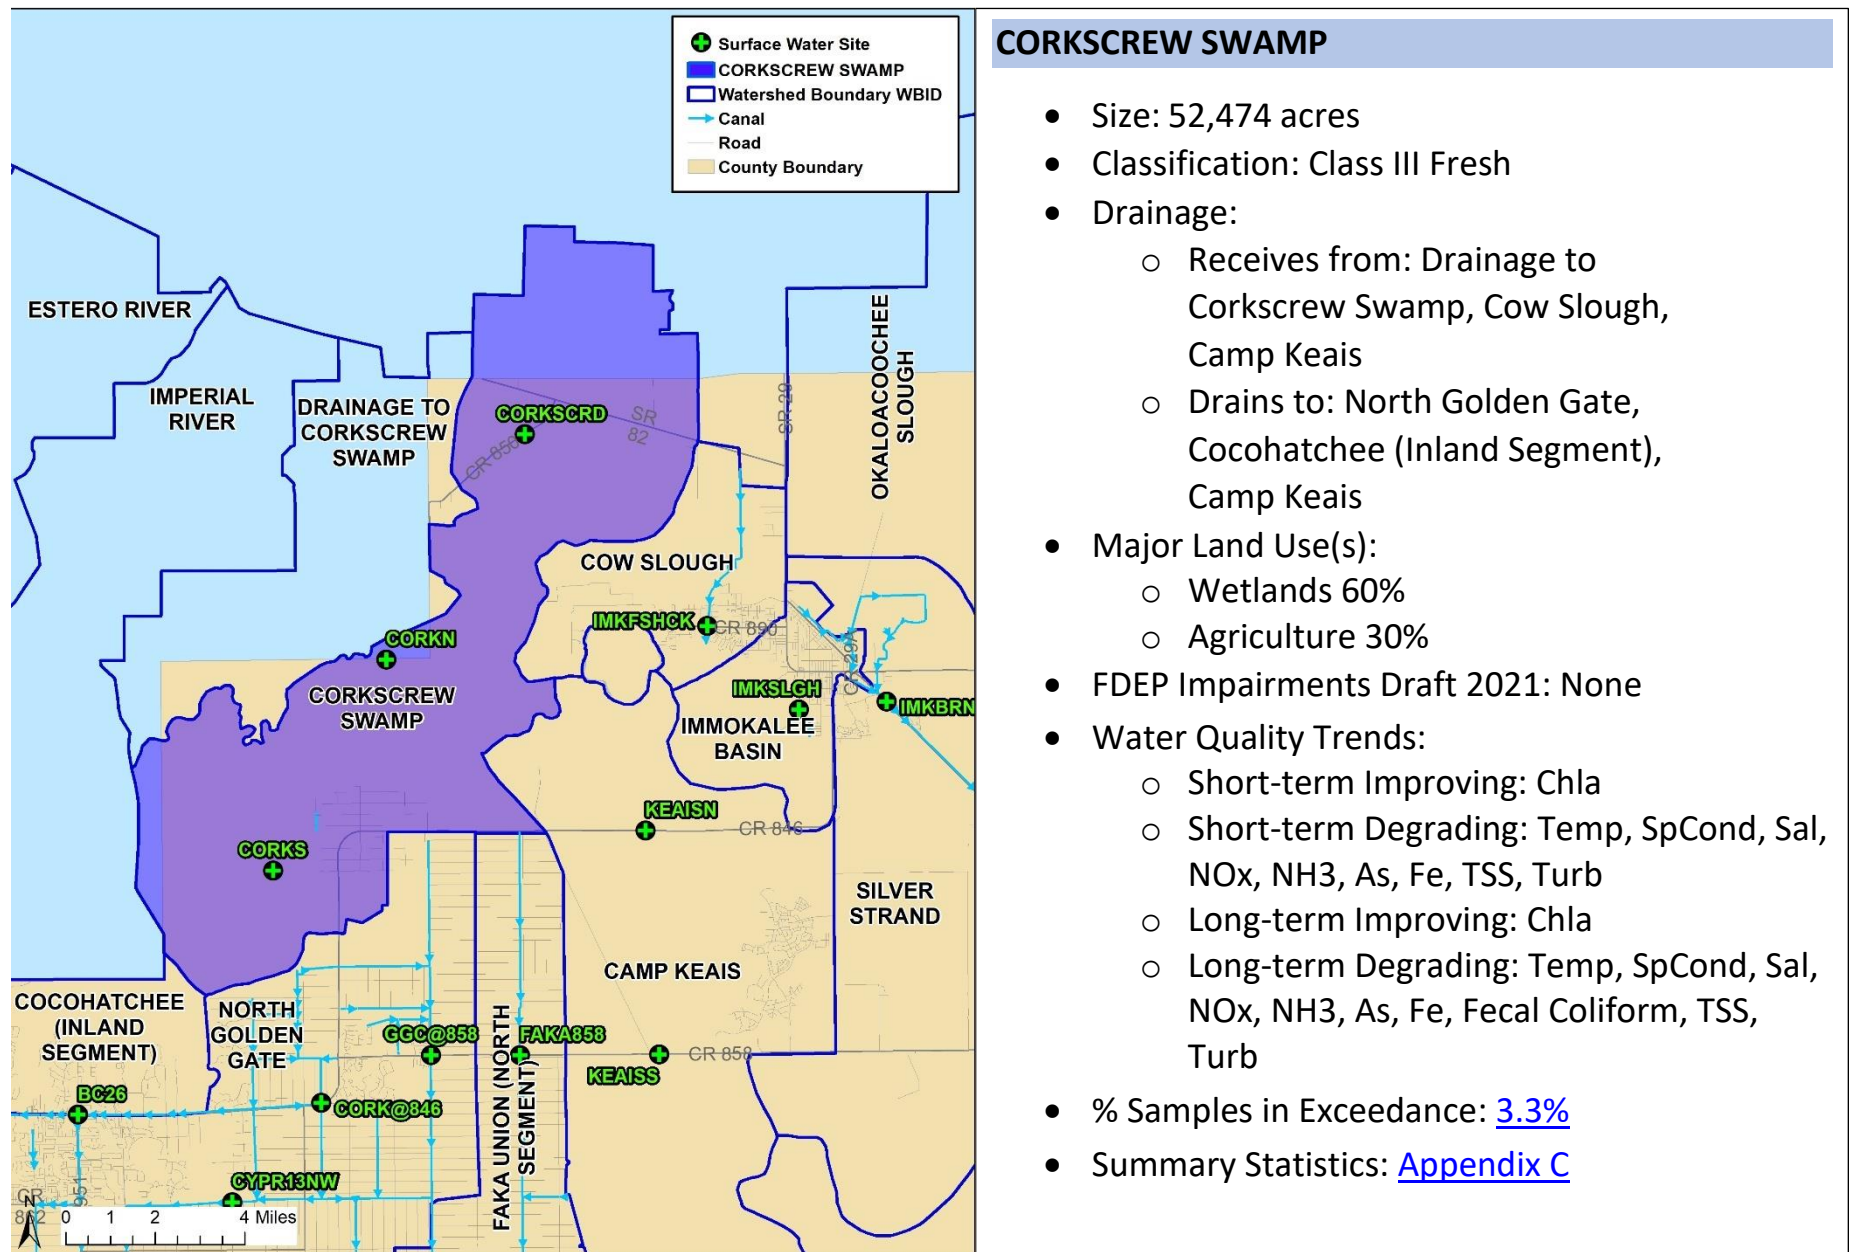 Surface Water Site
CORKSCREW SWAMP
Watershed Boundary WBID
Canal
Road
County Boundary
ESTERO RIVER
IMPERIAL
RIVER
DRAINAGE TO
CORKSCREW
SWAMP
OKALOACOOCHEE
SLOUGH
CORKSCRD
SR
82
SR 29
CR 850
COW SLOUGH
IMKFSHCK
CR 890
CORKN
CORKSCREW
SWAMP
IMKSLGH
CR 29A
IMKBRN
IMMOKALEE
BASIN
KEAISN
CR 846
CORKS
SILVER
STRAND
CAMP KEAIS
COCOHATCHEE
(INLAND
SEGMENT)
NORTH
GOLDEN
GATE
GGC@858
FAKA858
CR 858
KEAISS
FAKA UNION (NORTH
SEGMENT)
BC26
CORK@846
CYPR13NW
951
CR
862
N
0 1 2 4 Miles
CORKSCREW SWAMP
• Size: 52,474 acres
• Classification: Class III Fresh
• Drainage:
o Receives from: Drainage to
Corkscrew Swamp, Cow Slough,
Camp Keais
o Drains to: North Golden Gate,
Cocohatchee (Inland Segment),
Camp Keais
• Major Land Use(s):
o Wetlands 60%
o Agriculture 30%
• FDEP Impairments Draft 2021: None
• Water Quality Trends:
o Short-term Improving: Chla
o Short-term Degrading: Temp, SpCond, Sal,
NOx, NH3, As, Fe, TSS, Turb
o Long-term Improving: Chla
o Long-term Degrading: Temp, SpCond, Sal,
NOx, NH3, As, Fe, Fecal Coliform, TSS,
Turb
• % Samples in Exceedance: 3.3%
• Summary Statistics: Appendix C